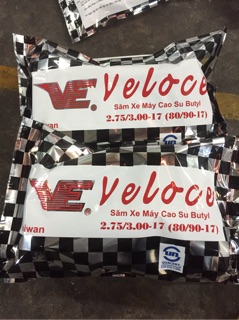 VE® Veloce
Săm Xe Máy Cao Su Butyl
2.75/3.00-17 (80/90-17)
wan
VE® Veloce
Săm Xe Máy Cao Su Butyl
2.75/3.00-17 (80/90-17)
iwan